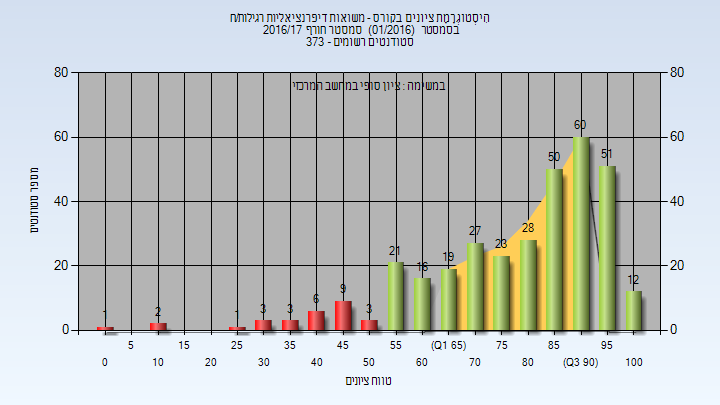 היסטוגרמת ציונים בקורס - משוואות דיפרנציאליות רגילות/ח
בסמסטר (01/2016) סמסטר חורף 2016/17
סטודנטים רשומים - 373
במשימה : ציון סופי במחשב המרכזי
80 80
60 60
40 40
20 20
0 0
מספר סטודנטים
1 2 1 3 3 6 9 3 21 16 19 27 23 28 50 60 51 12
5 15 25 35 45 55 (Q1 65) 75 85 95
0 10 20 30 40 50 60 70 80 (Q3 90) 100
טווח ציונים